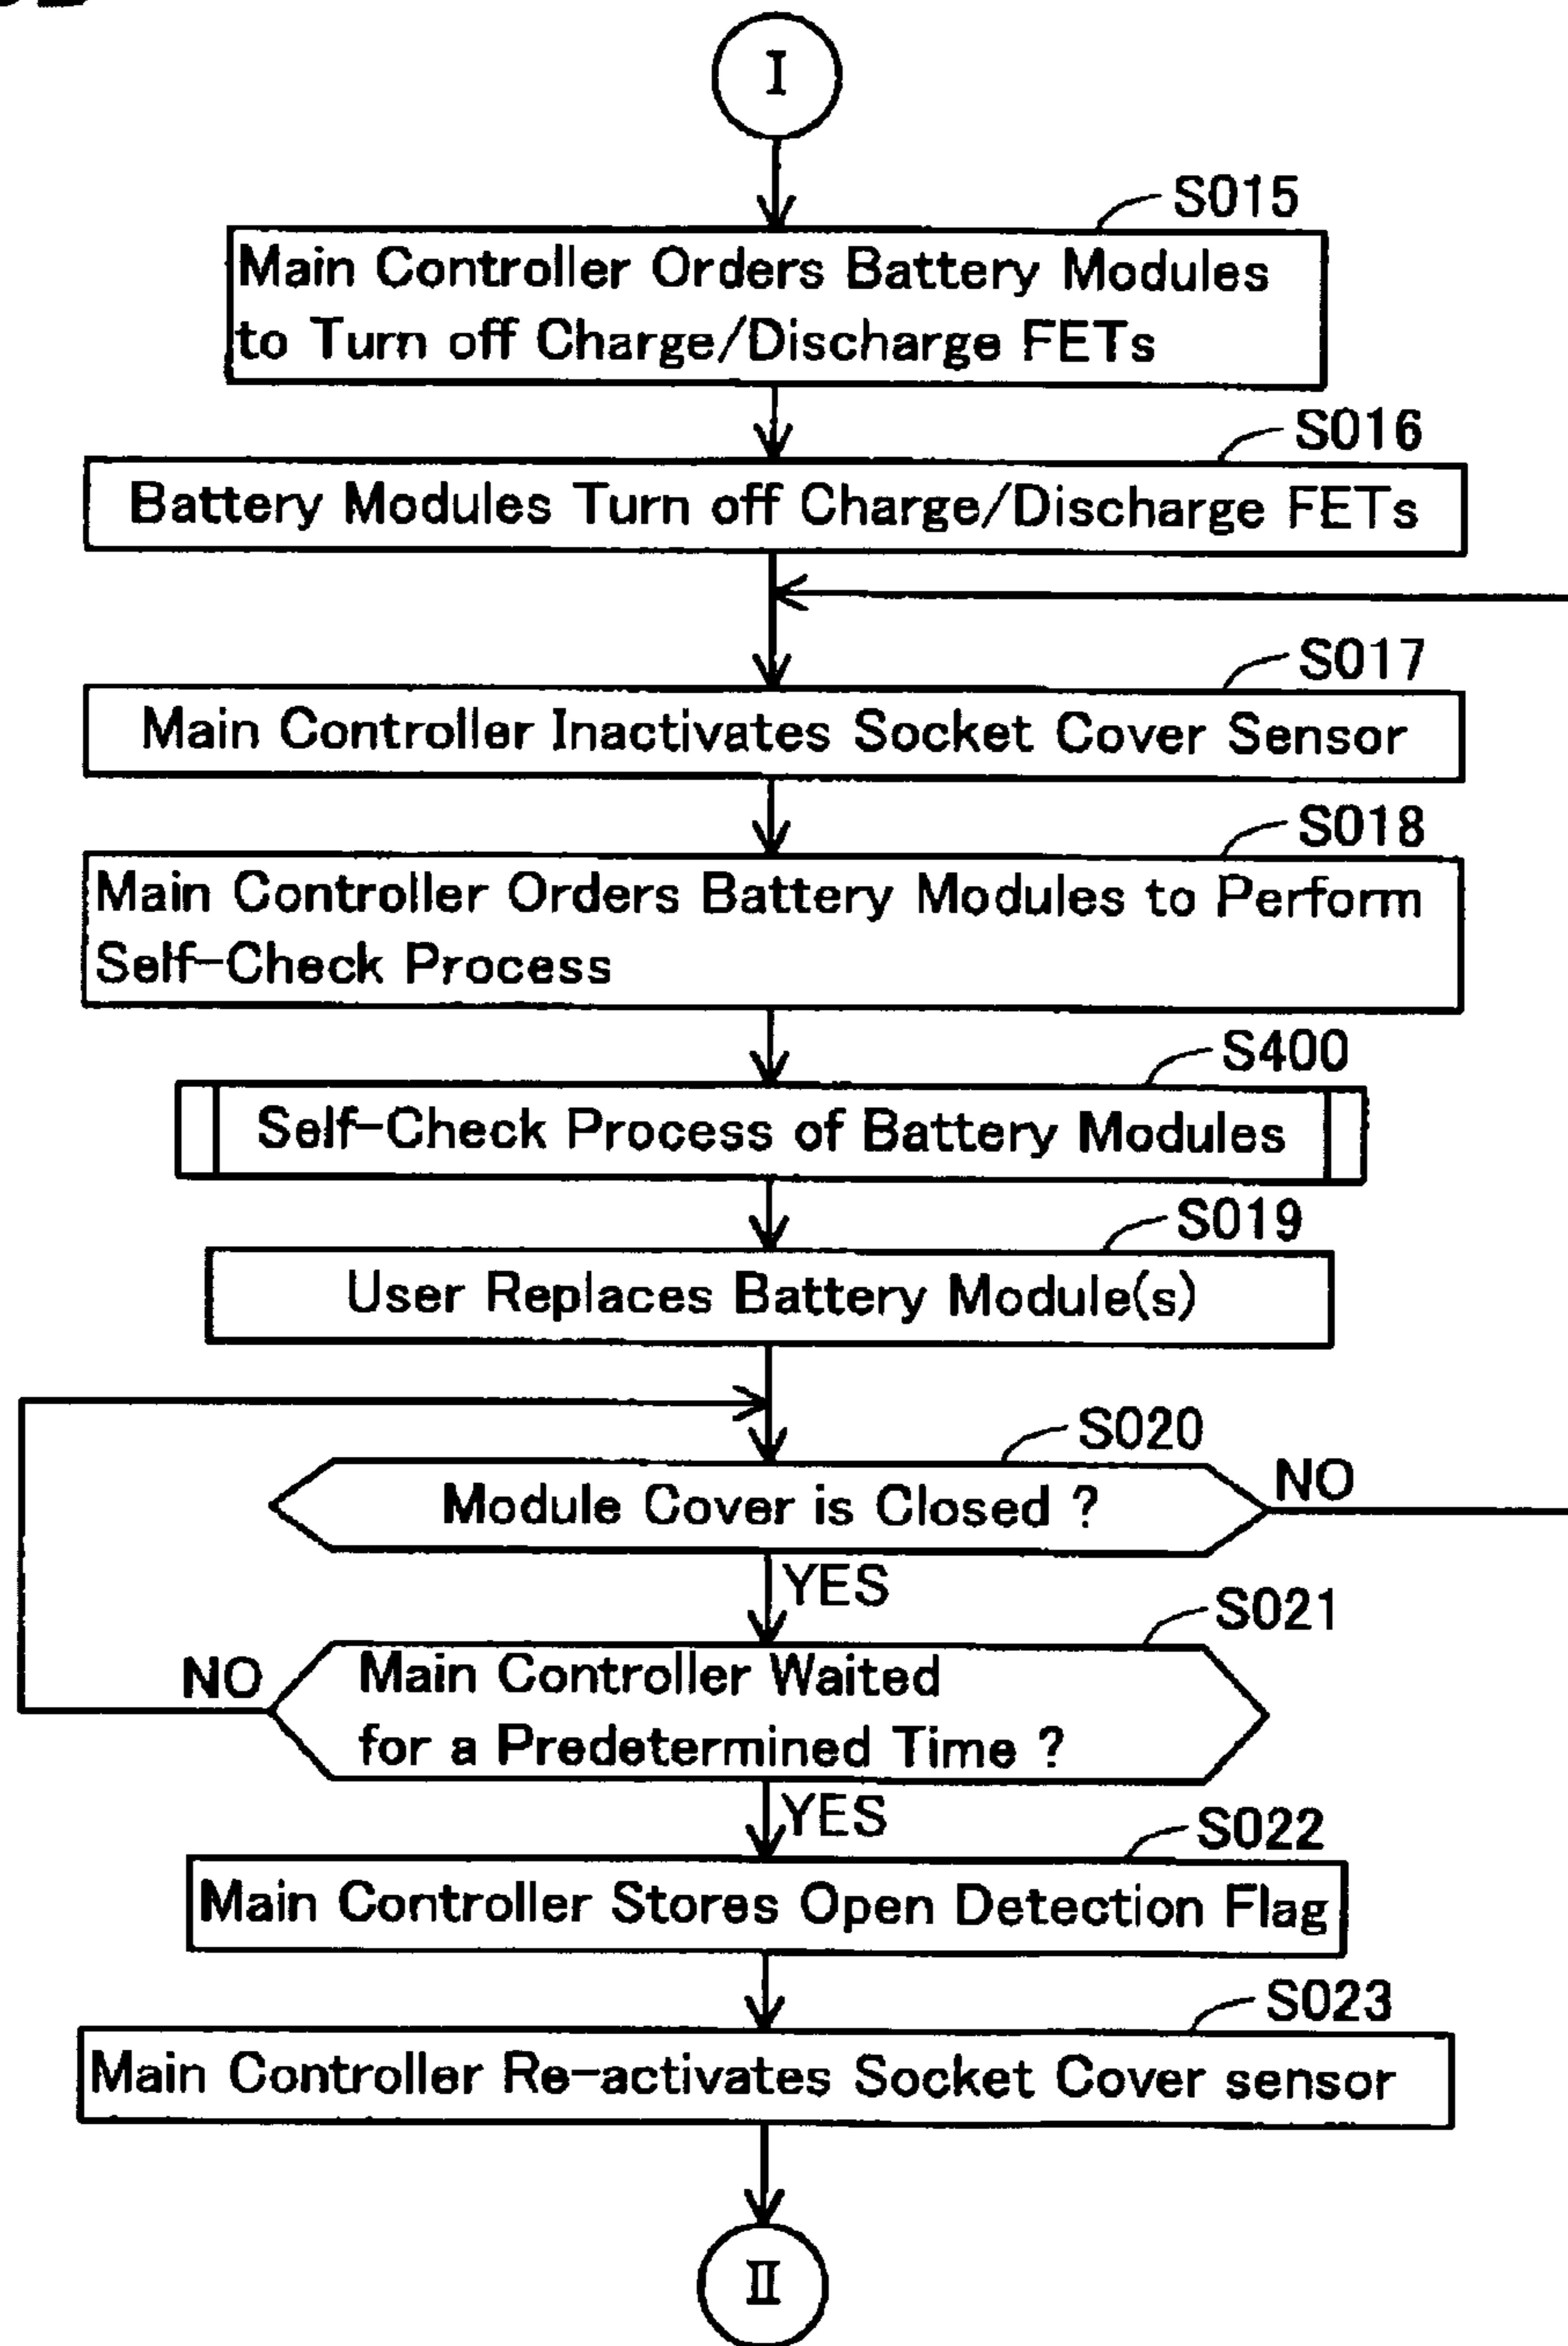 I
S015
Main Controller Orders Battery Modules
to Turn off Charge/Discharge FETs
S016
Battery Modules Turn off Charge/Discharge FETs
S017
Main Controller Inactivates Socket Cover Sensor
S018
Main Controller Orders Battery Modules to Perform
Self-Check Process
S400
Self-Check Process of Battery Modules
S019
User Replaces Battery Module(s)
S020
Module Cover is Closed ?
NO
YES
S021
NO
Main Controller Waited
for a Predetermined Time ?
YES
S022
Main Controller Stores Open Detection Flag
S023
Main Controller Re-activates Socket Cover sensor
II